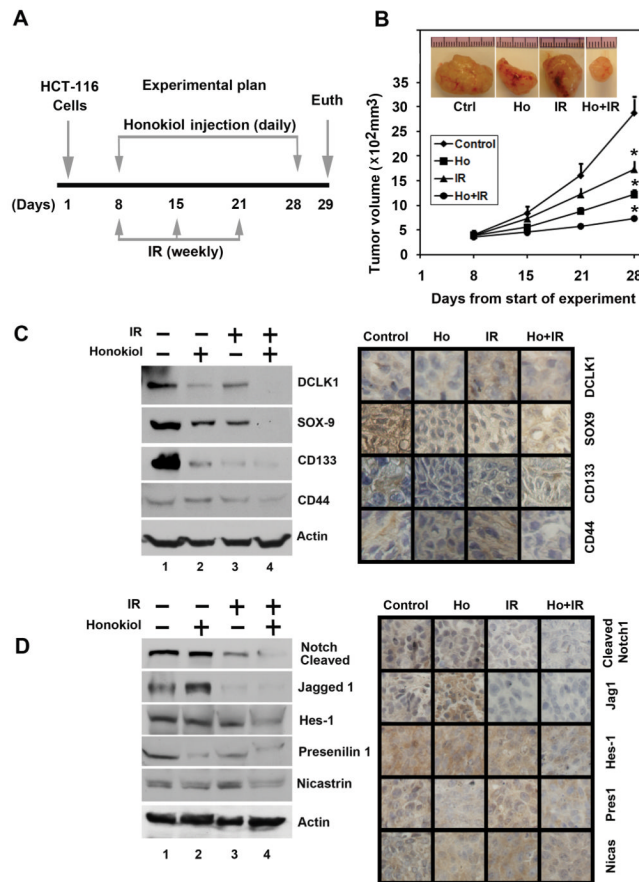 A
HCT-116
Cells
Experimental plan
Euth
Honokiol injection (daily)
(Days) 1 8 15 21 28 29
IR (weekly)
B
Ctrl Ho IR Ho+IR
Tumor volume (×10²mm³)
35
30
25
20
15
10
5
0
Control
Ho
IR
Ho+IR
*
*
*
1 8 15 21 28
Days from start of experiment
C
IR − − + +
Honokiol − + − +
DCLK1
SOX-9
CD133
CD44
Actin
1 2 3 4
Control Ho IR Ho+IR
DCLK1
SOX9
CD133
CD44
D
IR − − + +
Honokiol − + − +
Notch
Cleaved
Jagged 1
Hes-1
Presenilin 1
Nicastrin
Actin
1 2 3 4
Control Ho IR Ho+IR
Cleaved
Notch1
Jag1
Hes-1
Pres1
Nicas